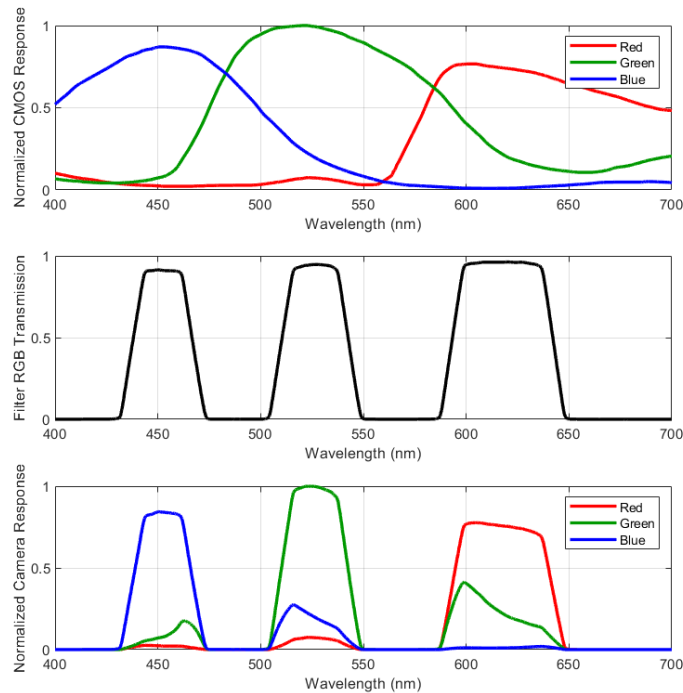 Normalized CMOS Response
1
0.5
0
400
450
500
550
600
650
700
Wavelength (nm)
Red
Green
Blue
Filter RGB Transmission
1
0.5
0
400
450
500
550
600
650
700
Wavelength (nm)
Normalized Camera Response
1
0.5
0
400
450
500
550
600
650
700
Wavelength (nm)
Red
Green
Blue